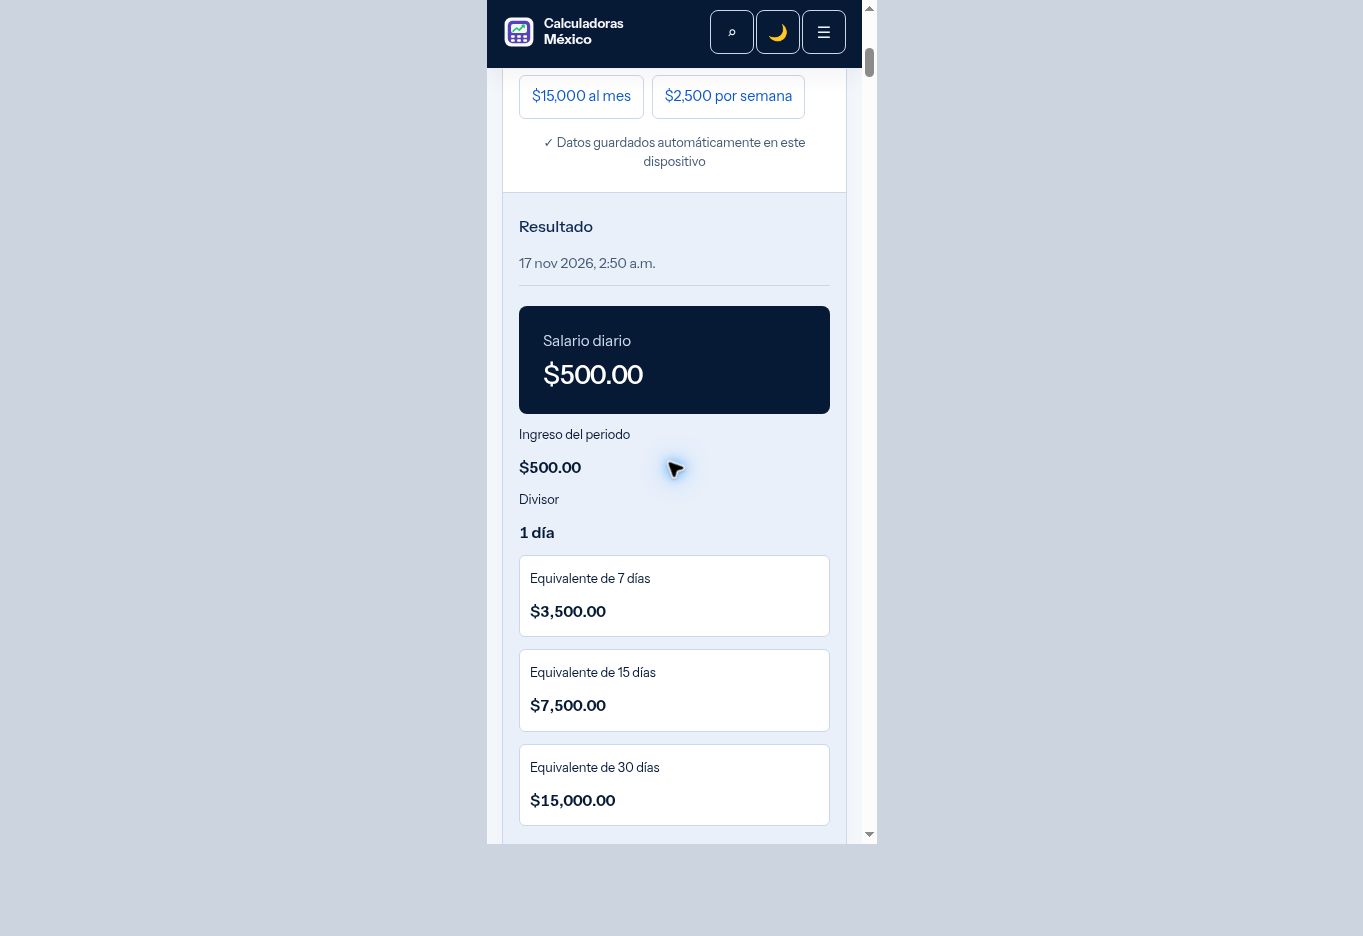 Calculadoras
México
$15,000 al mes
$2,500 por semana
✓ Datos guardados automáticamente en este
dispositivo
Resultado
17 nov 2026, 2:50 a.m.
Salario diario
$500.00
Ingreso del periodo
$500.00
Divisor
1 día
Equivalente de 7 días
$3,500.00
Equivalente de 15 días
$7,500.00
Equivalente de 30 días
$15,000.00